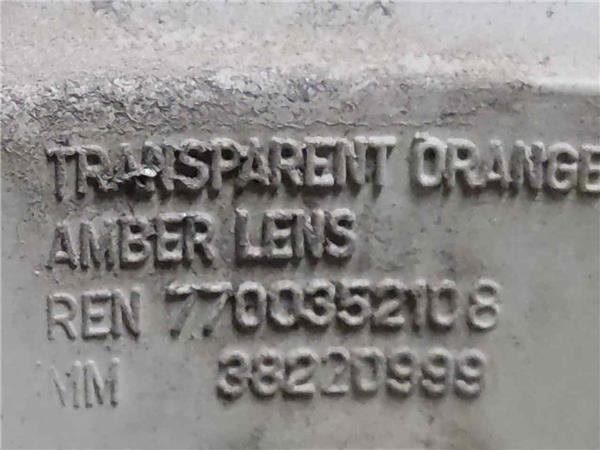 TRANSPARENT ORANGE
AMBER LENS
REN 7700352108
MM 38220999